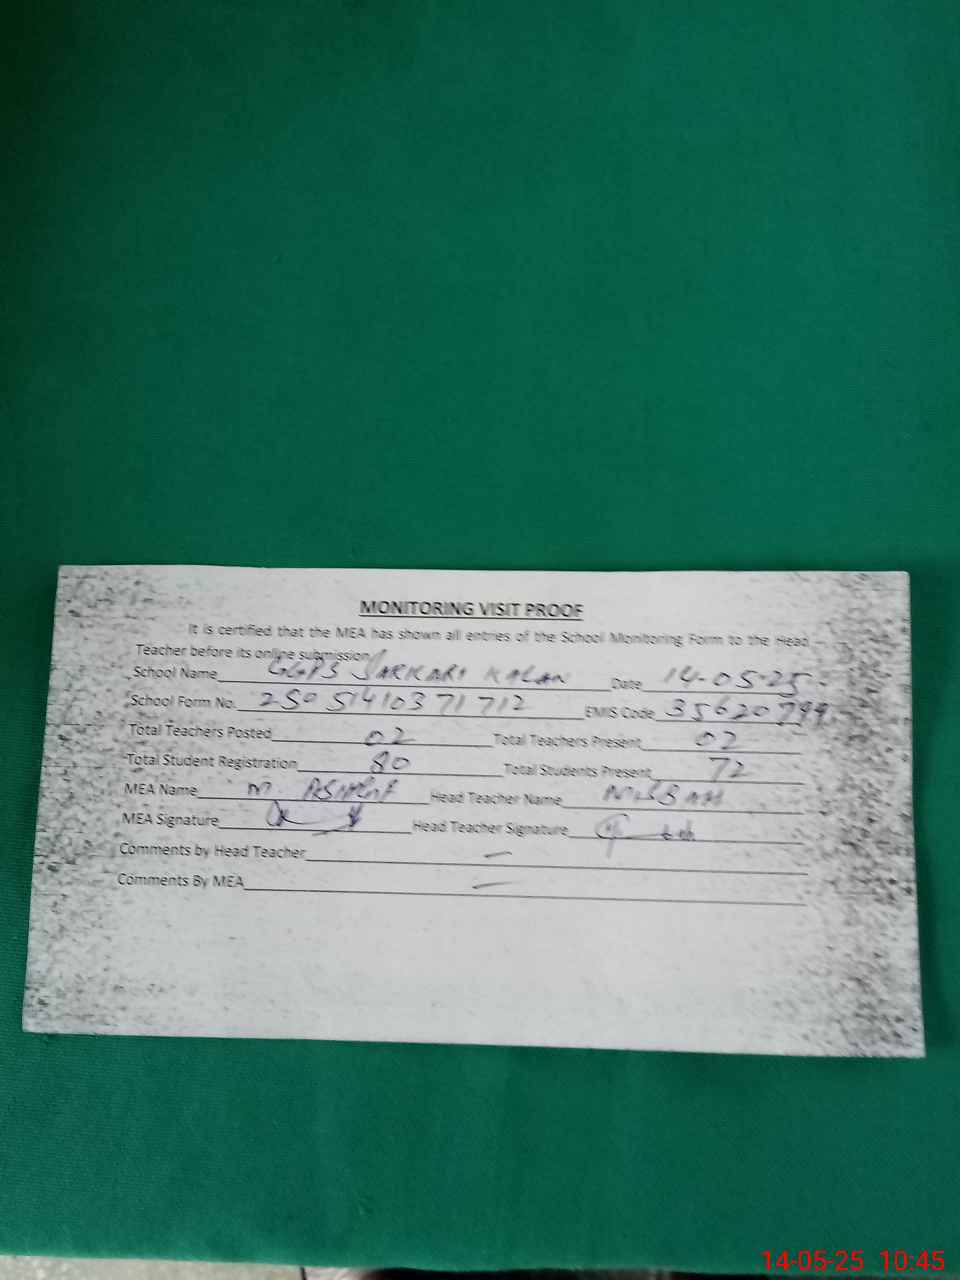 MONITORING VISIT PROOF
It is certified that the MEA has shown all entries of the School Monitoring Form to the Head
Teacher before its online submission
School Name GGPS SARKARI KALAN Date 14-05-25
School Form No. 25051410371712 EMIS Code 35620799
Total Teachers Posted 02 Total Teachers Present 02
Total Student Registration 80 Total Students Present 72
MEA Name M. ASHRAF Head Teacher Name MISBAH
MEA Signature Head Teacher Signature
Comments by Head Teacher —
Comments By MEA —
14-05-25 10:45